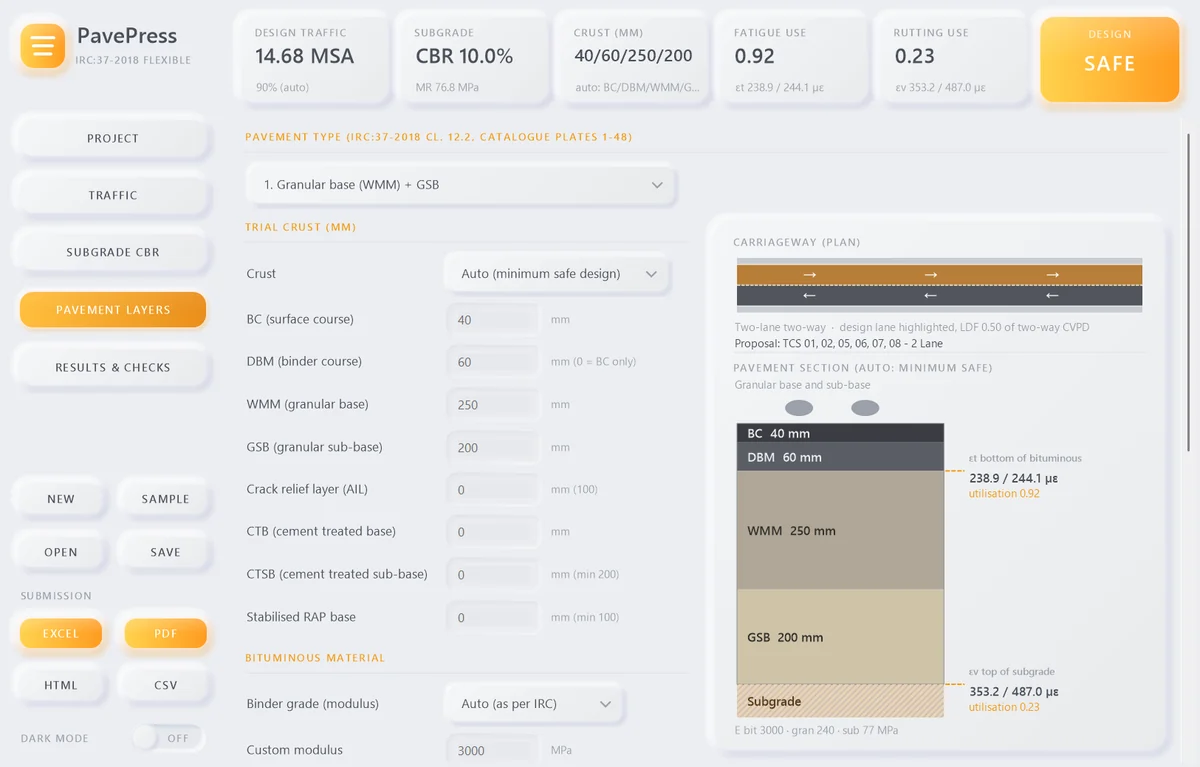 PavePress
IRC:37-2018 FLEXIBLE
DESIGN TRAFFIC
14.68 MSA
90% (auto)
SUBGRADE
CBR 10.0%
MR 76.8 MPa
CRUST (MM)
40/60/250/200
auto: BC/DBM/WMM/G...
FATIGUE USE
0.92
εt 238.9 / 244.1 με
RUTTING USE
0.23
εv 353.2 / 487.0 με
DESIGN
SAFE
PROJECT
TRAFFIC
SUBGRADE CBR
PAVEMENT LAYERS
RESULTS & CHECKS
NEW
SAMPLE
OPEN
SAVE
SUBMISSION
EXCEL
PDF
HTML
CSV
DARK MODE
OFF
PAVEMENT TYPE (IRC:37-2018 CL. 12.2, CATALOGUE PLATES 1-48)
1. Granular base (WMM) + GSB
TRIAL CRUST (MM)
Crust Auto (minimum safe design)
BC (surface course) 40 mm
DBM (binder course) 60 mm (0 = BC only)
WMM (granular base) 250 mm
GSB (granular sub-base) 200 mm
Crack relief layer (AIL) 0 mm (100)
CTB (cement treated base) 0 mm
CTSB (cement treated sub-base) 0 mm (min 200)
Stabilised RAP base 0 mm (min 100)
BITUMINOUS MATERIAL
Binder grade (modulus) Auto (as per IRC)
Custom modulus 3000 MPa
CARRIAGEWAY (PLAN)
→ → →
← ← ←
Two-lane two-way · design lane highlighted, LDF 0.50 of two-way CVPD
Proposal: TCS 01, 02, 05, 06, 07, 08 - 2 Lane
PAVEMENT SECTION (AUTO: MINIMUM SAFE)
Granular base and sub-base
BC 40 mm
DBM 60 mm
εt bottom of bituminous
238.9 / 244.1 με
utilisation 0.92
WMM 250 mm
GSB 200 mm
εv top of subgrade
353.2 / 487.0 με
utilisation 0.23
Subgrade
E bit 3000 · gran 240 · sub 77 MPa